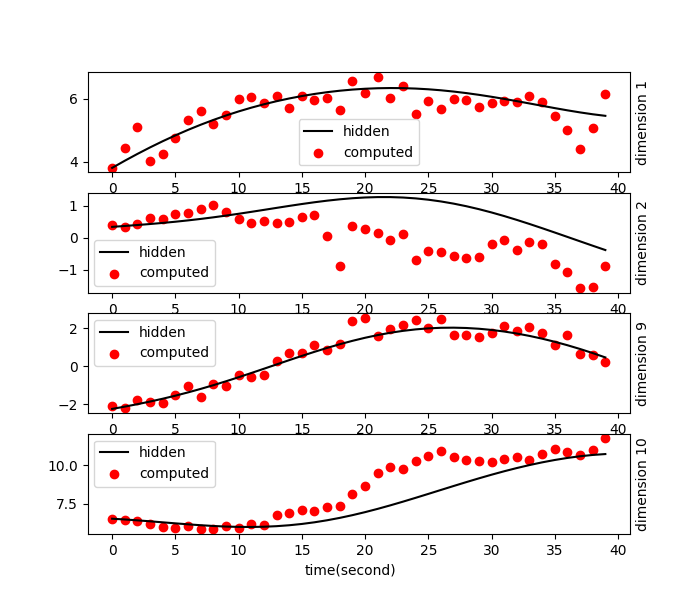 6
4
hidden
computed
dimension 1
0 5 10 15 20 25 30 35 40
1
0
−1
hidden
computed
dimension 2
0 5 10 15 20 25 30 35 40
2
0
−2
hidden
computed
dimension 9
0 5 10 15 20 25 30 35 40
10.0
7.5
hidden
computed
dimension 10
0 5 10 15 20 25 30 35 40
time(second)